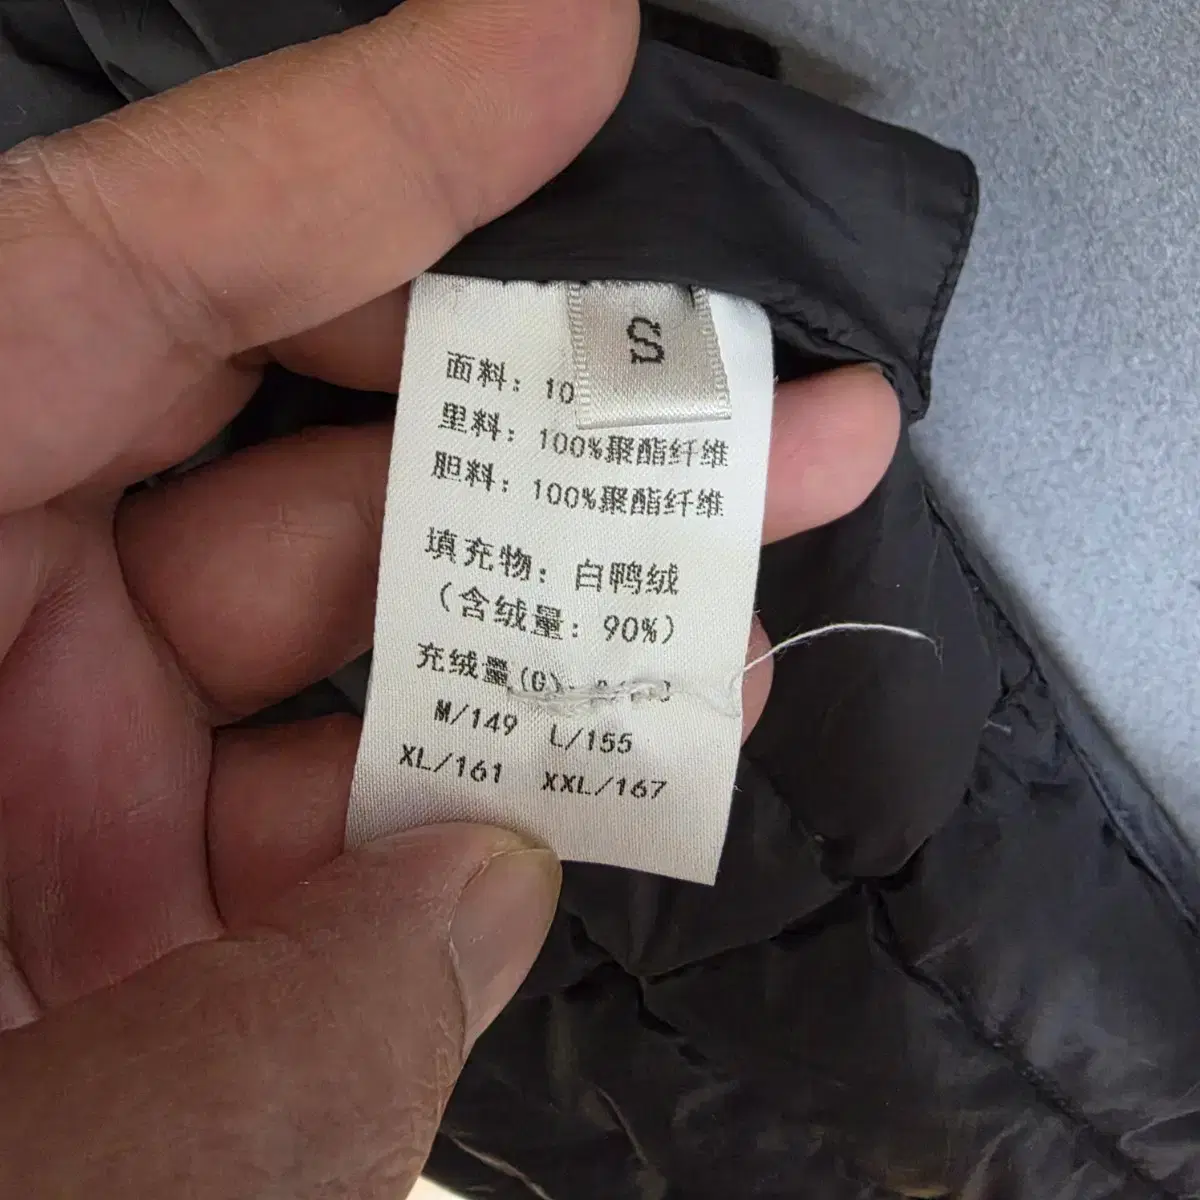 S
面料：10
里料：100%聚酯纤维
胆料：100%聚酯纤维
填充物：白鸭绒
（含绒量：90%）
充绒量(G)
M/149 L/155
XL/161 XXL/167